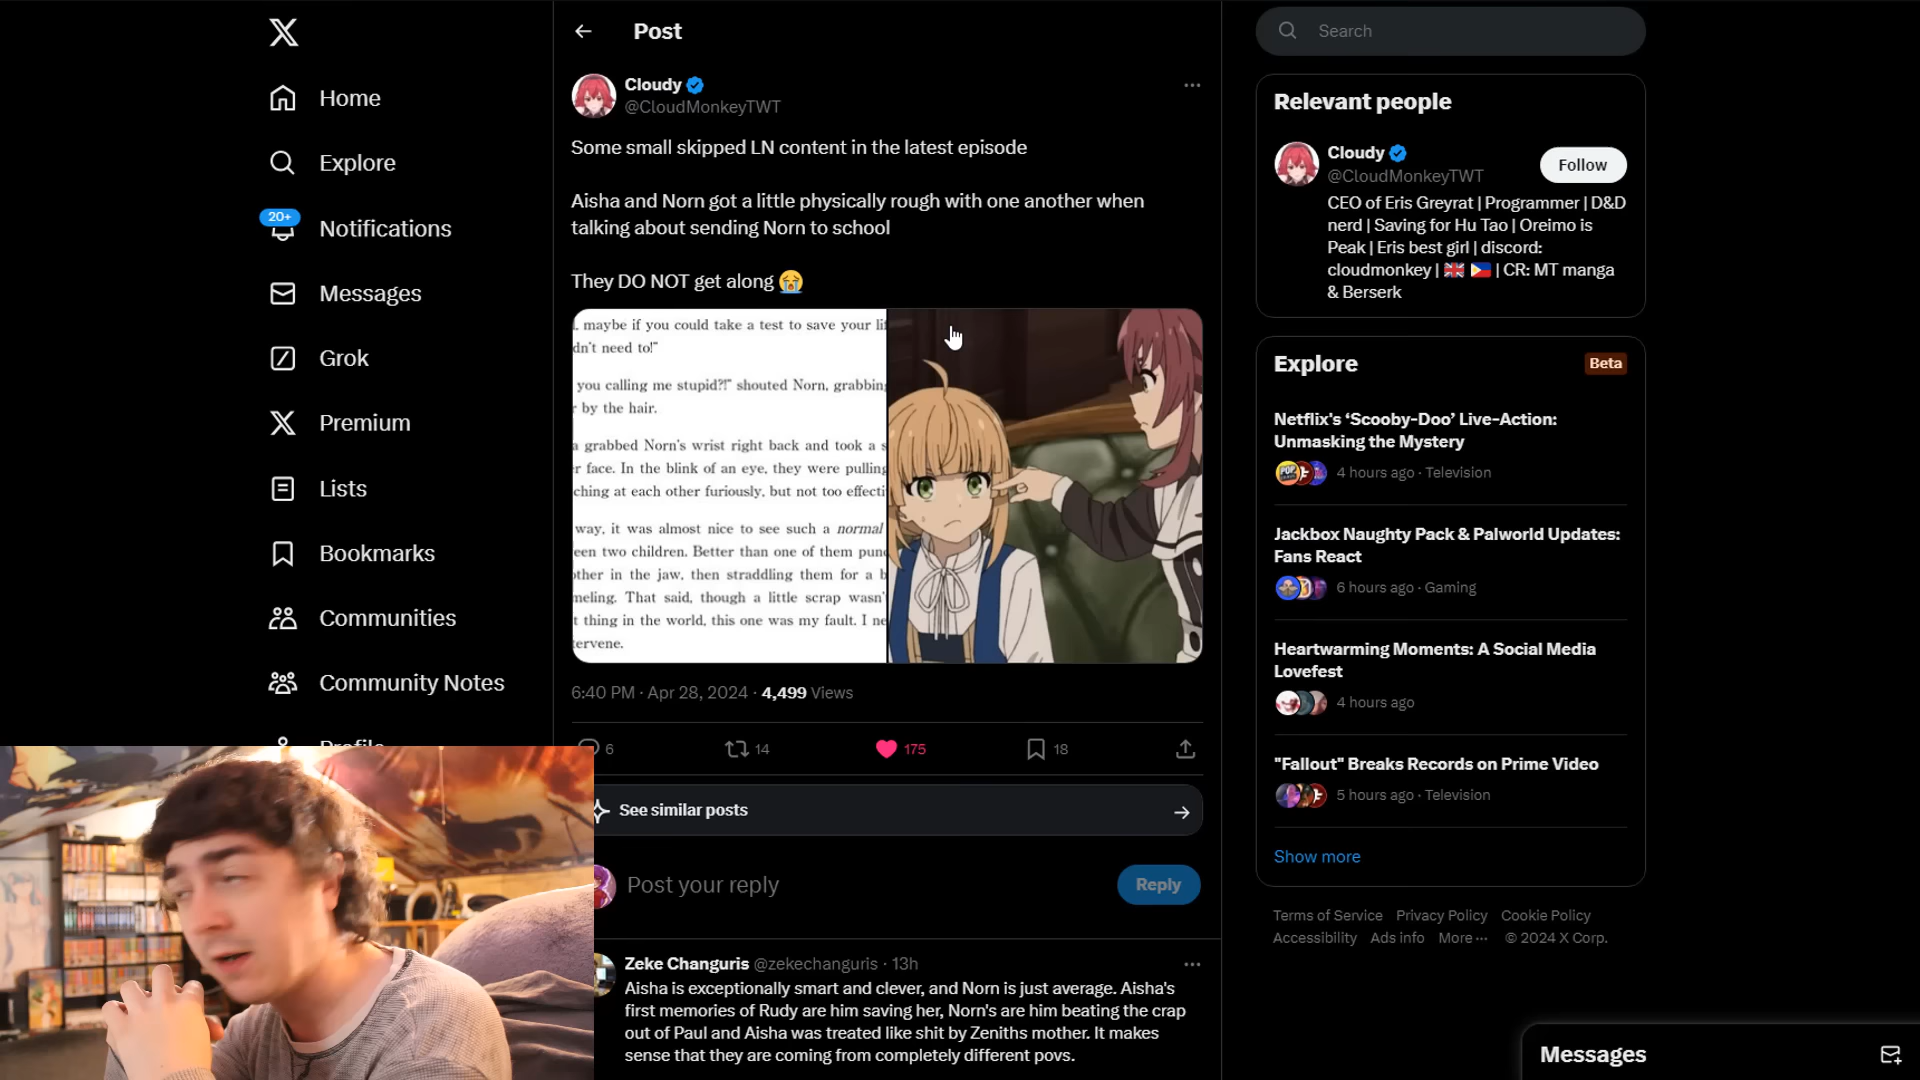 Home
Explore
20+
Notifications
Messages
Grok
Premium
Lists
Bookmarks
Communities
Community Notes
Profile
Post
Cloudy
@CloudMonkeyTWT
Some small skipped LN content in the latest episode
Aisha and Norn got a little physically rough with one another when
talking about sending Norn to school
They DO NOT get along 😭
maybe if you could take a test to save your
dn't need to!"
you calling me stupid?!" shouted Norn, grabbing
by the hair.
grabbed Norn's wrist right back and took a s
r face. In the blink of an eye, they were pulling
ching at each other furiously, but not too effecti
way, it was almost nice to see such a normal
een two children. Better than one of them pun
other in the jaw, then straddling them for a b
meling. That said, though a little scrap wasn'
t thing in the world, this one was my fault. I ne
tervene.
6:40 PM · Apr 28, 2024 · 4,499 Views
6
14
175
18
See similar posts
Post your reply
Reply
Zeke Changuris @zekechanguris · 13h
Aisha is exceptionally smart and clever, and Norn is just average. Aisha's
first memories of Rudy are him saving her, Norn's are him beating the crap
out of Paul and Aisha was treated like shit by Zeniths mother. It makes
sense that they are coming from completely different povs.
Search
Relevant people
Cloudy
@CloudMonkeyTWT
Follow
CEO of Eris Greyrat | Programmer | D&D
nerd | Saving for Hu Tao | Oreimo is
Peak | Eris best girl | discord:
cloudmonkey | 🇬🇧 🇵🇭 | CR: MT manga
& Berserk
Explore
Beta
Netflix's ‘Scooby-Doo’ Live-Action:
Unmasking the Mystery
4 hours ago · Television
Jackbox Naughty Pack & Palworld Updates:
Fans React
6 hours ago · Gaming
Heartwarming Moments: A Social Media
Lovefest
4 hours ago
"Fallout" Breaks Records on Prime Video
5 hours ago · Television
Show more
Terms of Service Privacy Policy Cookie Policy
Accessibility Ads info More ··· © 2024 X Corp.
Messages